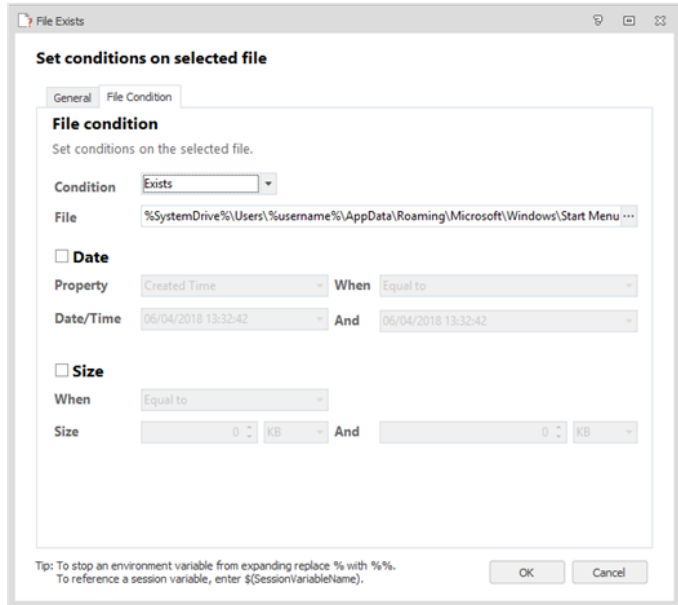 File Exists
Set conditions on selected file
General File Condition
File condition
Set conditions on the selected file.
Condition Exists
File %SystemDrive%\Users\%username%\AppData\Roaming\Microsoft\Windows\Start Menu ...
Date
Property Created Time When Equal to
Date/Time 06/04/2018 13:32:42 And 06/04/2018 13:32:42
Size
When Equal to
Size 0 KB And 0 KB
Tip: To stop an environment variable from expanding replace % with %%.
To reference a session variable, enter $(SessionVariableName).
OK Cancel